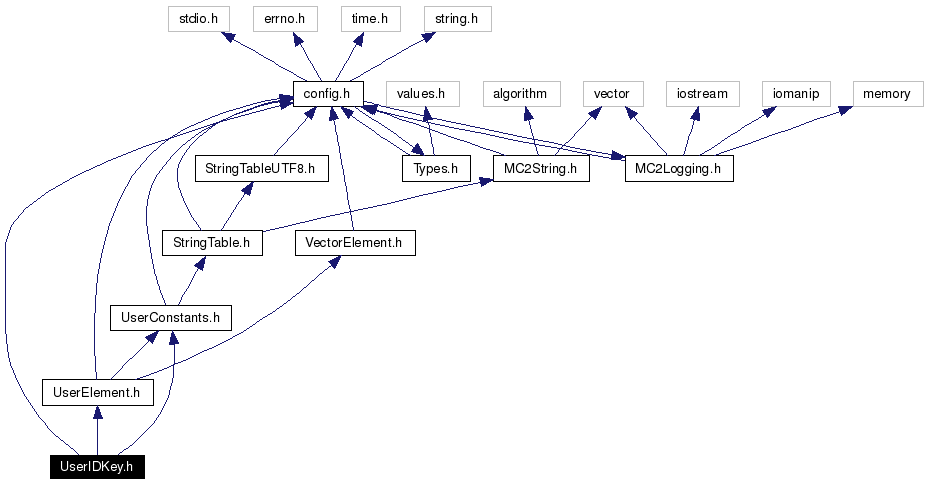 stdio.h errno.h time.h string.h
config.h values.h algorithm vector iostream iomanip memory
StringTableUTF8.h Types.h MC2String.h MC2Logging.h
StringTable.h VectorElement.h
UserConstants.h
UserElement.h
UserIDKey.h